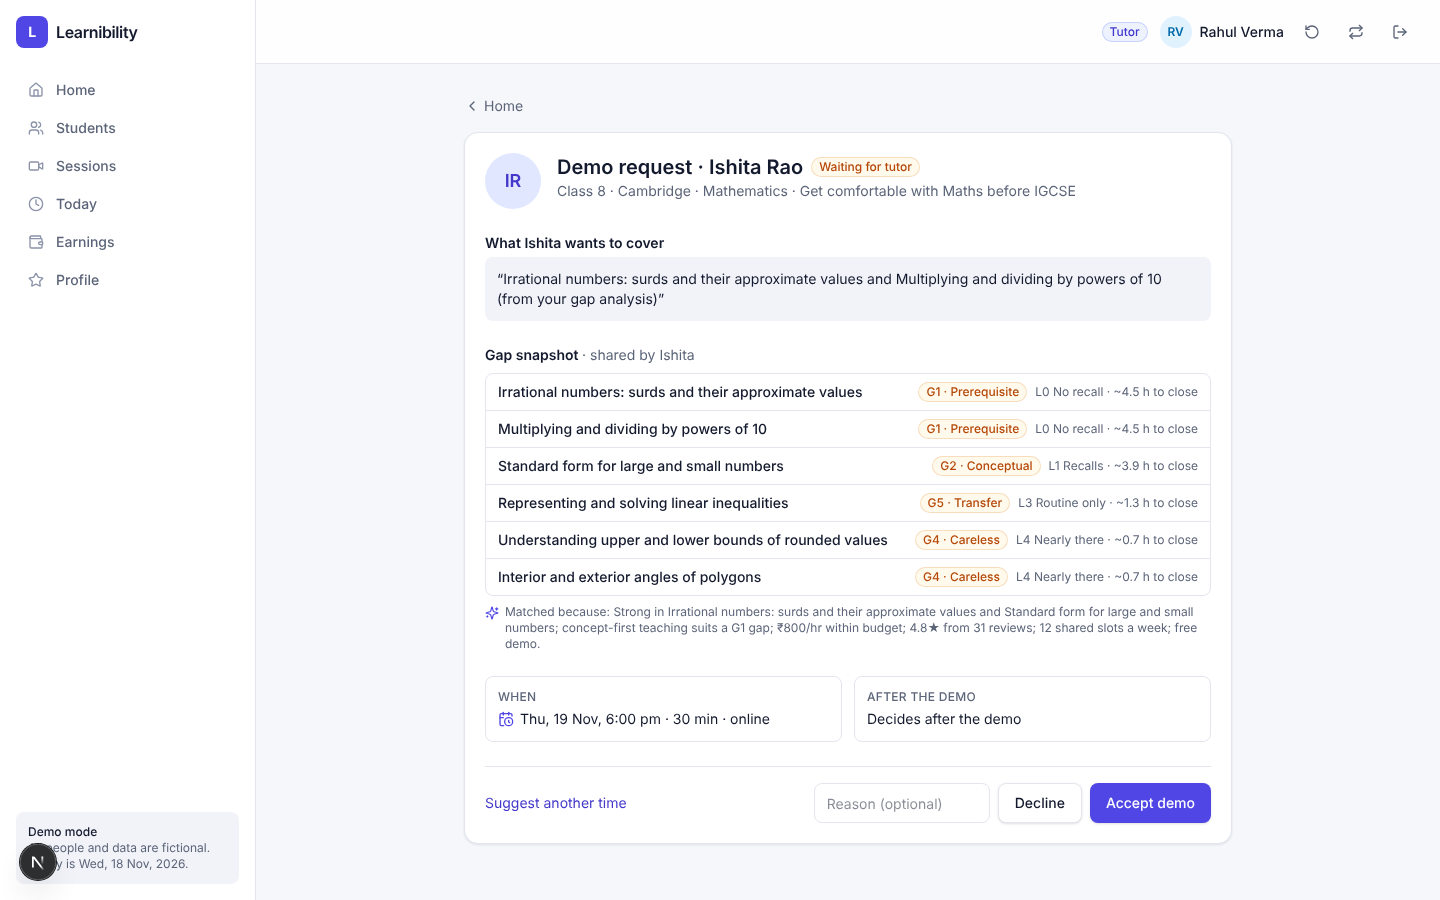 L Learnibility
Tutor RV Rahul Verma
Home
Students
Sessions
Today
Earnings
Profile
Home
IR
Demo request · Ishita Rao Waiting for tutor
Class 8 · Cambridge · Mathematics · Get comfortable with Maths before IGCSE
What Ishita wants to cover
“Irrational numbers: surds and their approximate values and Multiplying and dividing by powers of 10
(from your gap analysis)”
Gap snapshot · shared by Ishita
Irrational numbers: surds and their approximate values G1 · Prerequisite L0 No recall · ~4.5 h to close
Multiplying and dividing by powers of 10 G1 · Prerequisite L0 No recall · ~4.5 h to close
Standard form for large and small numbers G2 · Conceptual L1 Recalls · ~3.9 h to close
Representing and solving linear inequalities G5 · Transfer L3 Routine only · ~1.3 h to close
Understanding upper and lower bounds of rounded values G4 · Careless L4 Nearly there · ~0.7 h to close
Interior and exterior angles of polygons G4 · Careless L4 Nearly there · ~0.7 h to close
Matched because: Strong in Irrational numbers: surds and their approximate values and Standard form for large and small
numbers; concept-first teaching suits a G1 gap; ₹800/hr within budget; 4.8★ from 31 reviews; 12 shared slots a week; free
demo.
WHEN
Thu, 19 Nov, 6:00 pm · 30 min · online
AFTER THE DEMO
Decides after the demo
Suggest another time Reason (optional) Decline Accept demo
Demo mode
people and data are fictional.
is Wed, 18 Nov, 2026.
N